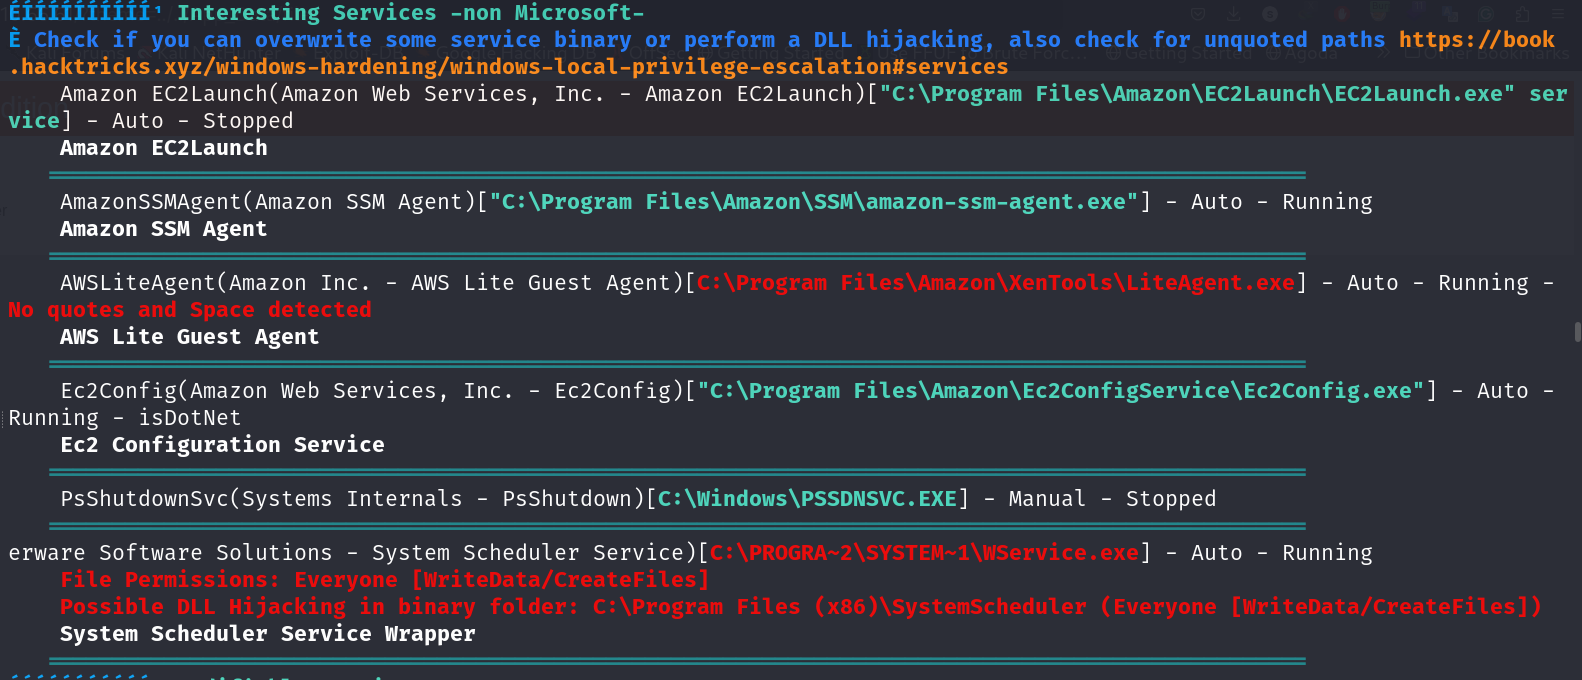 ÉÍÍÍÍÍÍÍÍÍÍ¹ Interesting Services -non Microsoft-
È Check if you can overwrite some service binary or perform a DLL hijacking, also check for unquoted paths https://book
.hacktricks.xyz/windows-hardening/windows-local-privilege-escalation#services
Amazon EC2Launch(Amazon Web Services, Inc. - Amazon EC2Launch)["C:\Program Files\Amazon\EC2Launch\EC2Launch.exe" ser
vice] - Auto - Stopped
Amazon EC2Launch
AmazonSSMAgent(Amazon SSM Agent)["C:\Program Files\Amazon\SSM\amazon-ssm-agent.exe"] - Auto - Running
Amazon SSM Agent
AWSLiteAgent(Amazon Inc. - AWS Lite Guest Agent)[C:\Program Files\Amazon\XenTools\LiteAgent.exe] - Auto - Running -
No quotes and Space detected
AWS Lite Guest Agent
Ec2Config(Amazon Web Services, Inc. - Ec2Config)["C:\Program Files\Amazon\Ec2ConfigService\Ec2Config.exe"] - Auto -
Running - isDotNet
Ec2 Configuration Service
PsShutdownSvc(Systems Internals - PsShutdown)[C:\Windows\PSSDNSVC.EXE] - Manual - Stopped
erware Software Solutions - System Scheduler Service)[C:\PROGRA~2\SYSTEM~1\WService.exe] - Auto - Running
File Permissions: Everyone [WriteData/CreateFiles]
Possible DLL Hijacking in binary folder: C:\Program Files (x86)\SystemScheduler (Everyone [WriteData/CreateFiles])
System Scheduler Service Wrapper